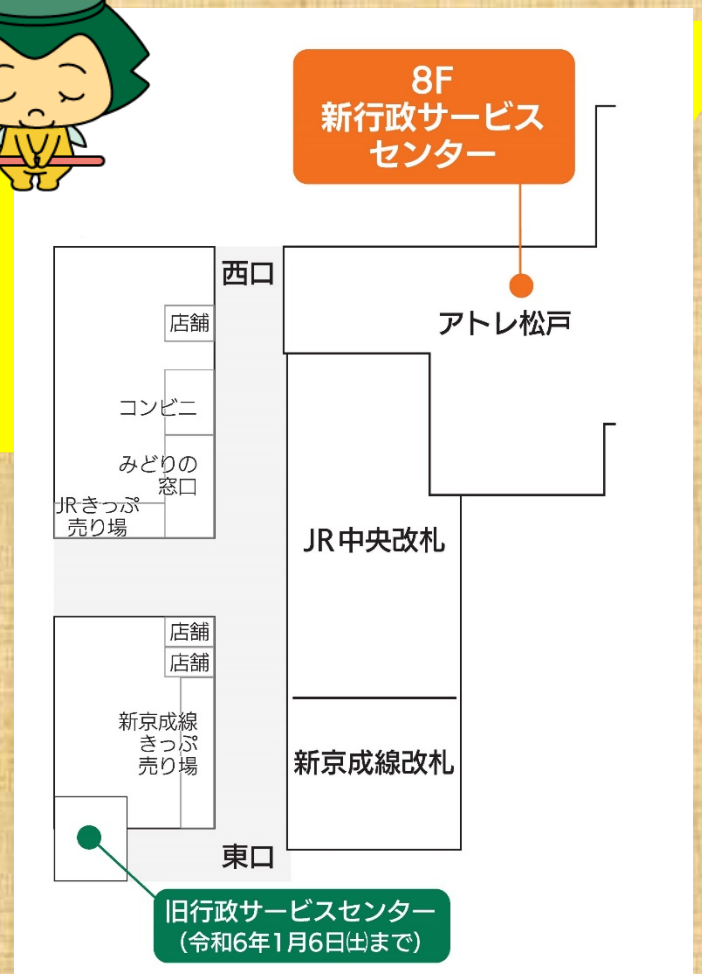 8F
新行政サービス
センター
西口
アトレ松戸
店舗
コンビニ
みどりの
窓口
JRきっぷ
売り場
JR中央改札
店舗
店舗
新京成線
きっぷ
売り場
新京成線改札
東口
旧行政サービスセンター
(令和6年1月6日㈯まで)